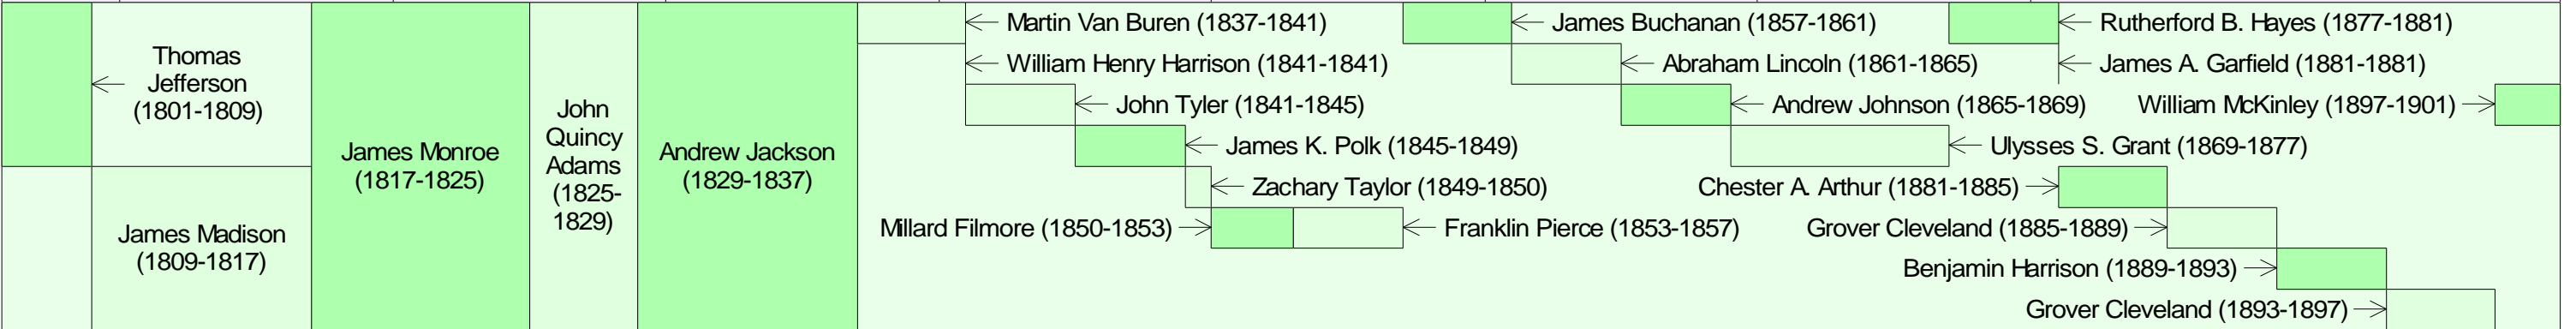 Thomas
Jefferson
(1801-1809)
James Madison
(1809-1817)
James Monroe
(1817-1825)
John
Quincy
Adams
(1825-
1829)
Andrew Jackson
(1829-1837)
Martin Van Buren (1837-1841)
William Henry Harrison (1841-1841)
John Tyler (1841-1845)
James K. Polk (1845-1849)
Zachary Taylor (1849-1850)
Millard Filmore (1850-1853)
Franklin Pierce (1853-1857)
James Buchanan (1857-1861)
Abraham Lincoln (1861-1865)
Andrew Johnson (1865-1869)
Ulysses S. Grant (1869-1877)
Rutherford B. Hayes (1877-1881)
James A. Garfield (1881-1881)
Chester A. Arthur (1881-1885)
Grover Cleveland (1885-1889)
Benjamin Harrison (1889-1893)
Grover Cleveland (1893-1897)
William McKinley (1897-1901)